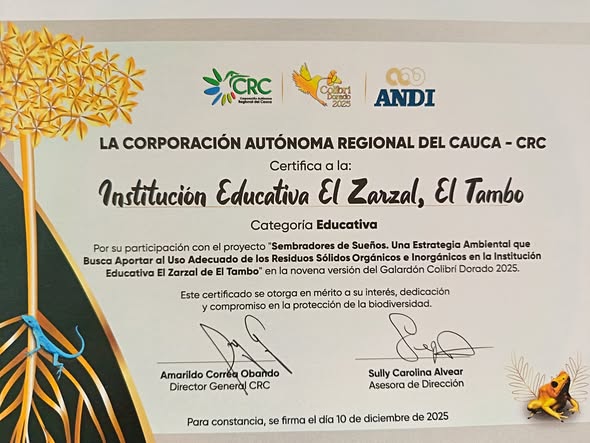 CRC
Corporación Autónoma
Regional del Cauca
Colibrí
Dorado
2025
ANDI
LA CORPORACIÓN AUTÓNOMA REGIONAL DEL CAUCA - CRC
Certifica a la:
Institución Educativa El Zarzal, El Tambo
Categoría Educativa
Por su participación con el proyecto "Sembradores de Sueños. Una Estrategia Ambiental que
Busca Aportar al Uso Adecuado de los Residuos Sólidos Orgánicos e Inorgánicos en la Institución
Educativa El Zarzal de El Tambo" en la novena versión del Galardón Colibrí Dorado 2025.
Este certificado se otorga en mérito a su interés, dedicación
y compromiso en la protección de la biodiversidad.
Amarildo Correa Obando
Director General CRC
Sully Carolina Alvear
Asesora de Dirección
Para constancia, se firma el día 10 de diciembre de 2025